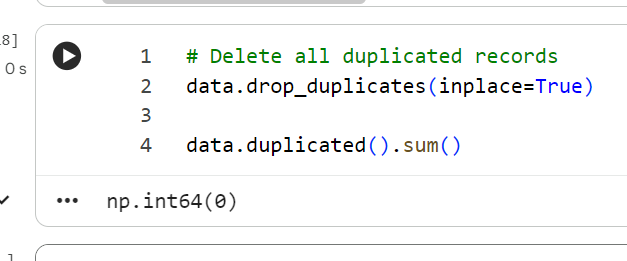 8]
0s
1 # Delete all duplicated records
2 data.drop_duplicates(inplace=True)
3
4 data.duplicated().sum()
np.int64(0)
]